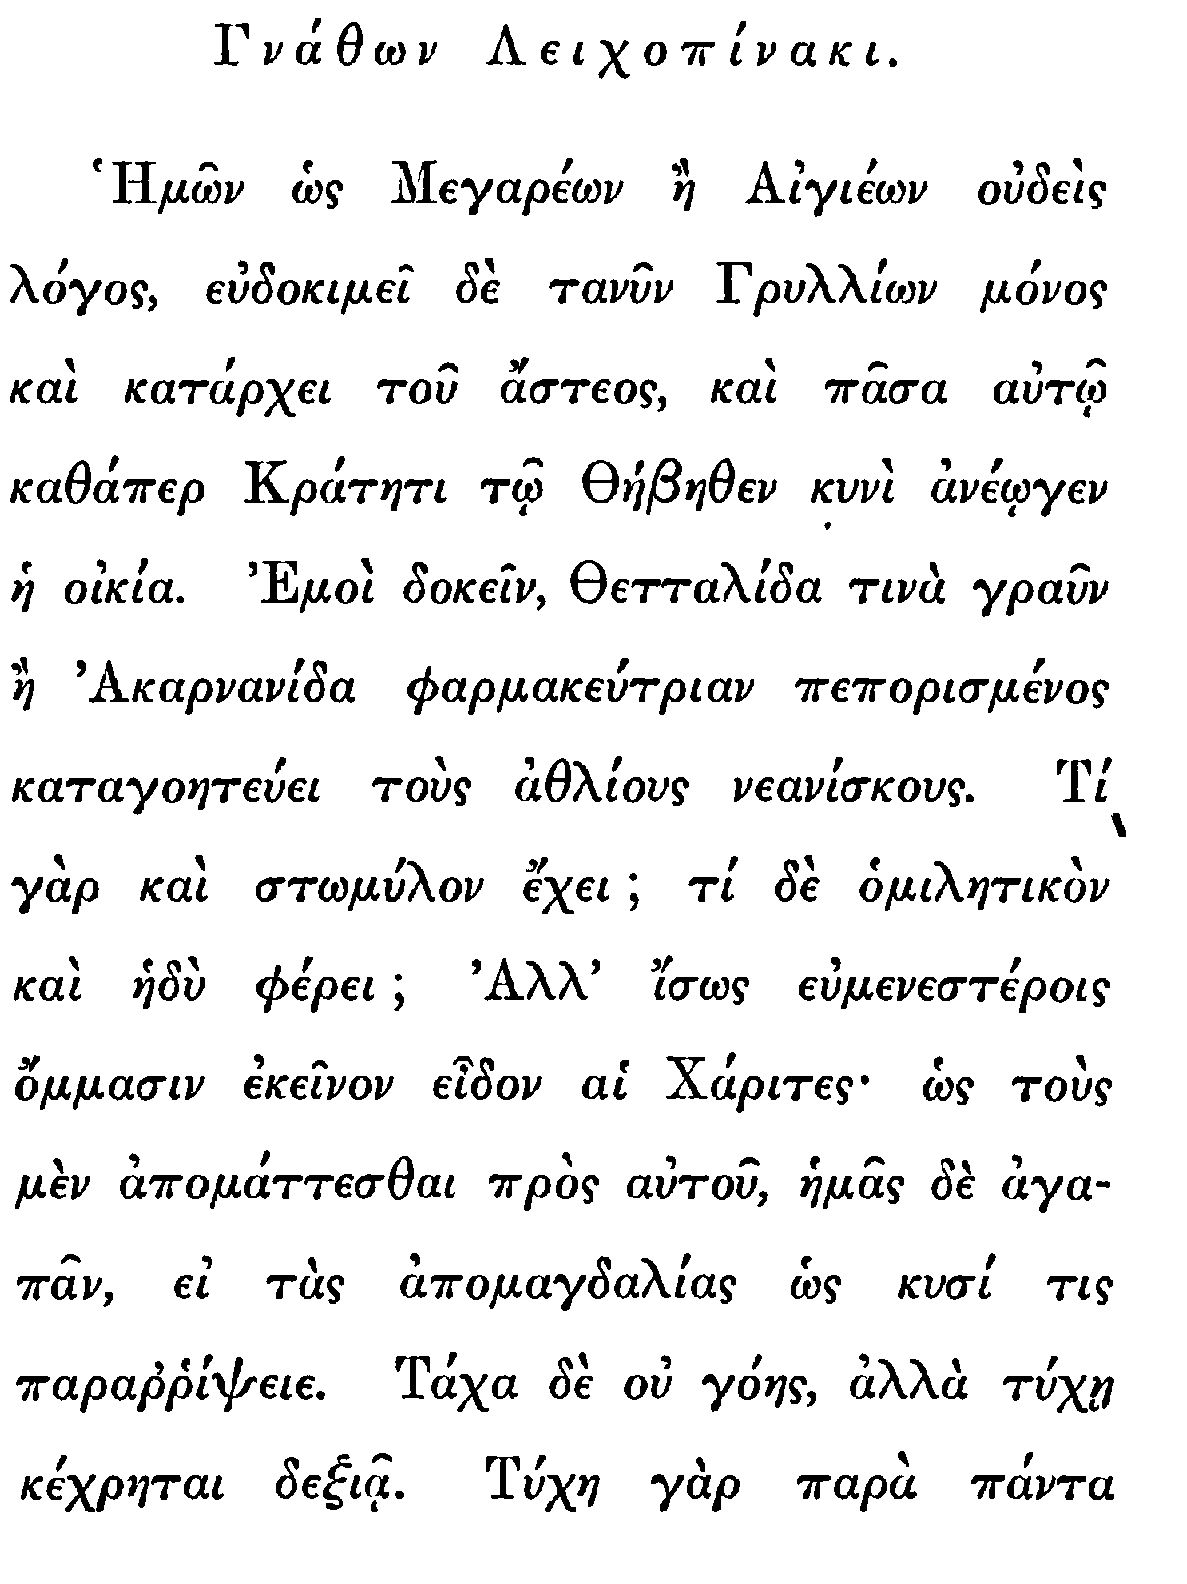 Γνάθων Λειχοπίνακι.
Ἡμῶν ὡς Μεγαρέων ἢ Αἰγιέων οὐδεὶς
λόγος, εὐδοκιμεῖ δὲ τανῦν Γρυλλίων μόνος
καὶ κατάρχει τοῦ ἄστεος, καὶ πᾶσα αὐτῷ
καθάπερ Κράτητι τῷ Θήβηθεν κυνὶ ἀνέῳγεν
ἡ οἰκία. Ἐμοὶ δοκεῖν, Θετταλίδα τινὰ γραῦν
ἢ Ἀκαρνανίδα φαρμακεύτριαν πεπορισμένος
καταγοητεύει τοὺς ἀθλίους νεανίσκους. Τί
γὰρ καὶ στωμύλον ἔχει; τί δὲ ὁμιλητικὸν
καὶ ἡδὺ φέρει; Ἀλλ’ ἴσως εὐμενεστέροις
ὄμμασιν ἐκεῖνον εἶδον αἱ Χάριτες· ὡς τοὺς
μὲν ἀπομάττεσθαι πρὸς αὐτοῦ, ἡμᾶς δὲ ἀγα-
πᾶν, εἰ τὰς ἀπομαγδαλίας ὡς κυσί τις
παραῤῥίψειε. Τάχα δὲ οὐ γόης, ἀλλὰ τύχῃ
κέχρηται δεξιᾷ. Τύχη γὰρ παρὰ πάντα